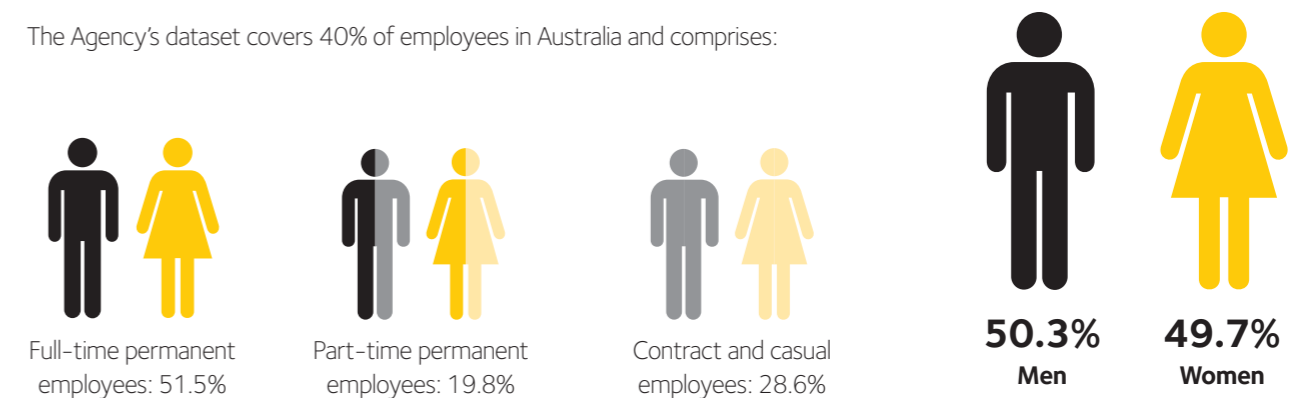 The Agency's dataset covers 40% of employees in Australia and comprises:
Full-time permanent
employees: 51.5%
Part-time permanent
employees: 19.8%
Contract and casual
employees: 28.6%
50.3%
Men
49.7%
Women